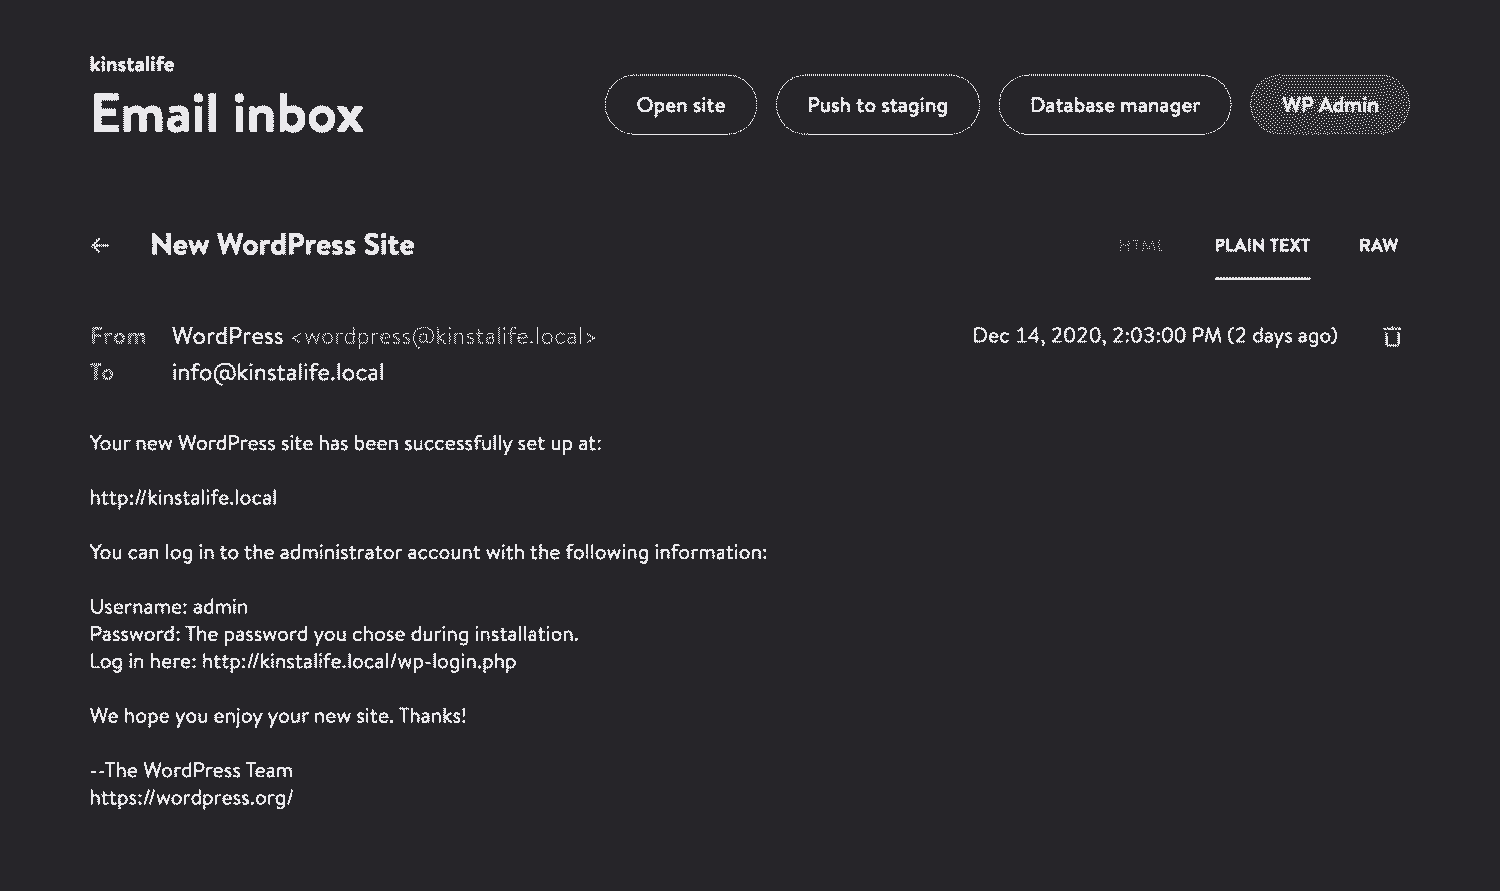 kinstalife
Email inbox
Open site
Push to staging
Database manager
WP Admin
New WordPress Site
HTML
PLAIN TEXT
RAW
From WordPress <wordpress@kinstalife.local>
Dec 14, 2020, 2:03:00 PM (2 days ago)
To info@kinstalife.local
Your new WordPress site has been successfully set up at:
http://kinstalife.local
You can log in to the administrator account with the following information:
Username: admin
Password: The password you chose during installation.
Log in here: http://kinstalife.local/wp-login.php
We hope you enjoy your new site. Thanks!
--The WordPress Team
https://wordpress.org/